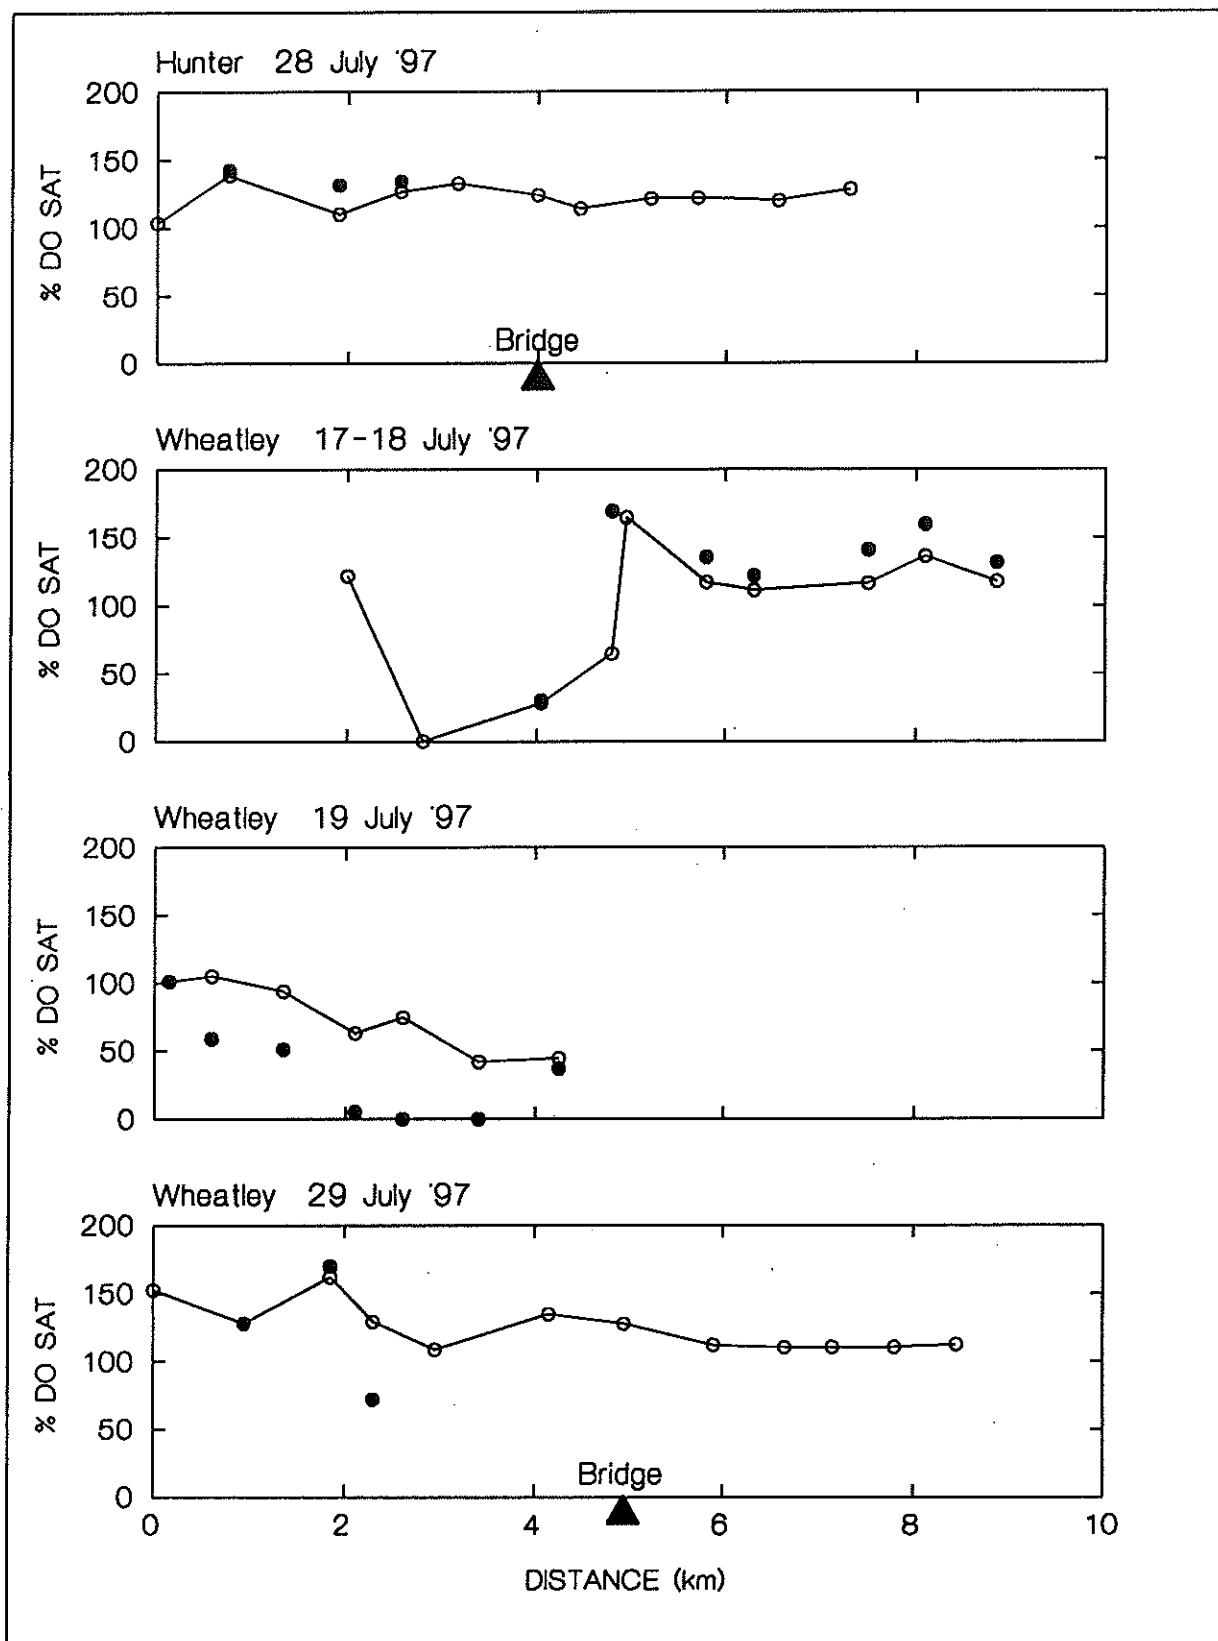 Hunter 28 July '97
200
150
100
50
0
% DO SAT
Bridge
Wheatley 17-18 July '97
200
150
100
50
0
% DO SAT
Wheatley 19 July '97
200
150
100
50
0
% DO SAT
Wheatley 29 July '97
200
150
100
50
0
% DO SAT
Bridge
0 2 4 6 8 10
DISTANCE (km)